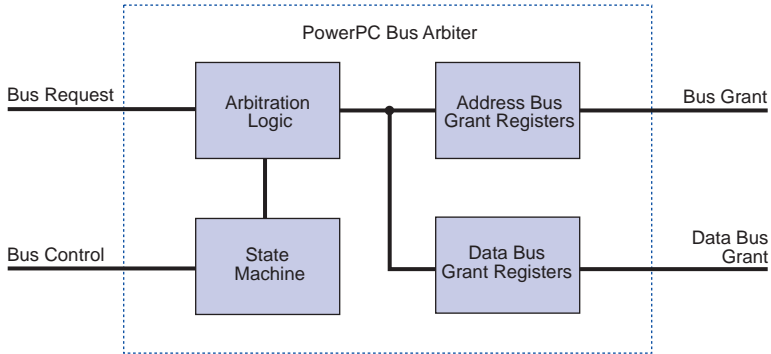 PowerPC Bus Arbiter
Bus Request
Arbitration
Logic
Address Bus
Grant Registers
Bus Grant
Bus Control
State
Machine
Data Bus
Grant Registers
Data Bus
Grant